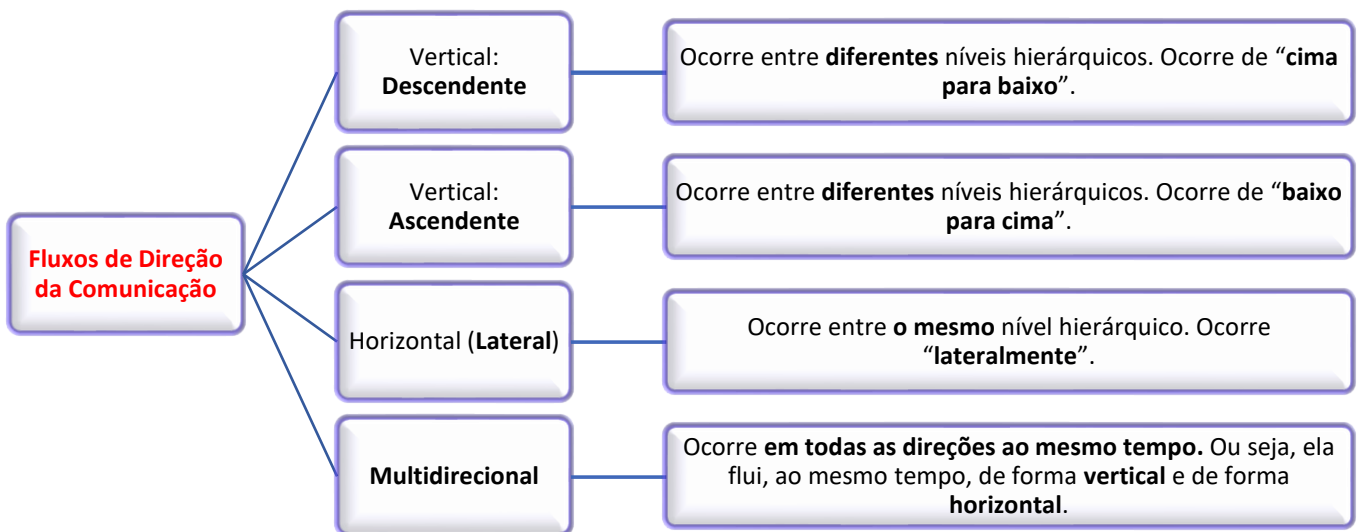 Vertical:
Descendente
Ocorre entre diferentes níveis hierárquicos. Ocorre de “cima
para baixo”.
Vertical:
Ascendente
Ocorre entre diferentes níveis hierárquicos. Ocorre de “baixo
para cima”.
Fluxos de Direção
da Comunicação
Horizontal (Lateral)
Ocorre entre o mesmo nível hierárquico. Ocorre
“lateralmente”.
Multidirecional
Ocorre em todas as direções ao mesmo tempo. Ou seja, ela
flui, ao mesmo tempo, de forma vertical e de forma
horizontal.